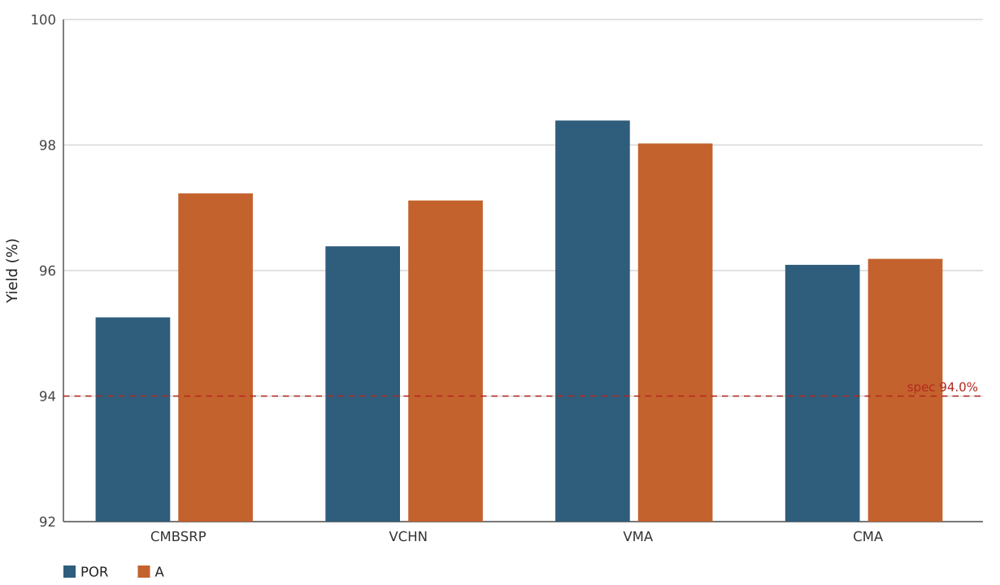 100
98
96
94
92
Yield (%)
spec 94.0%
CMBSRP VCHN VMA CMA
POR A